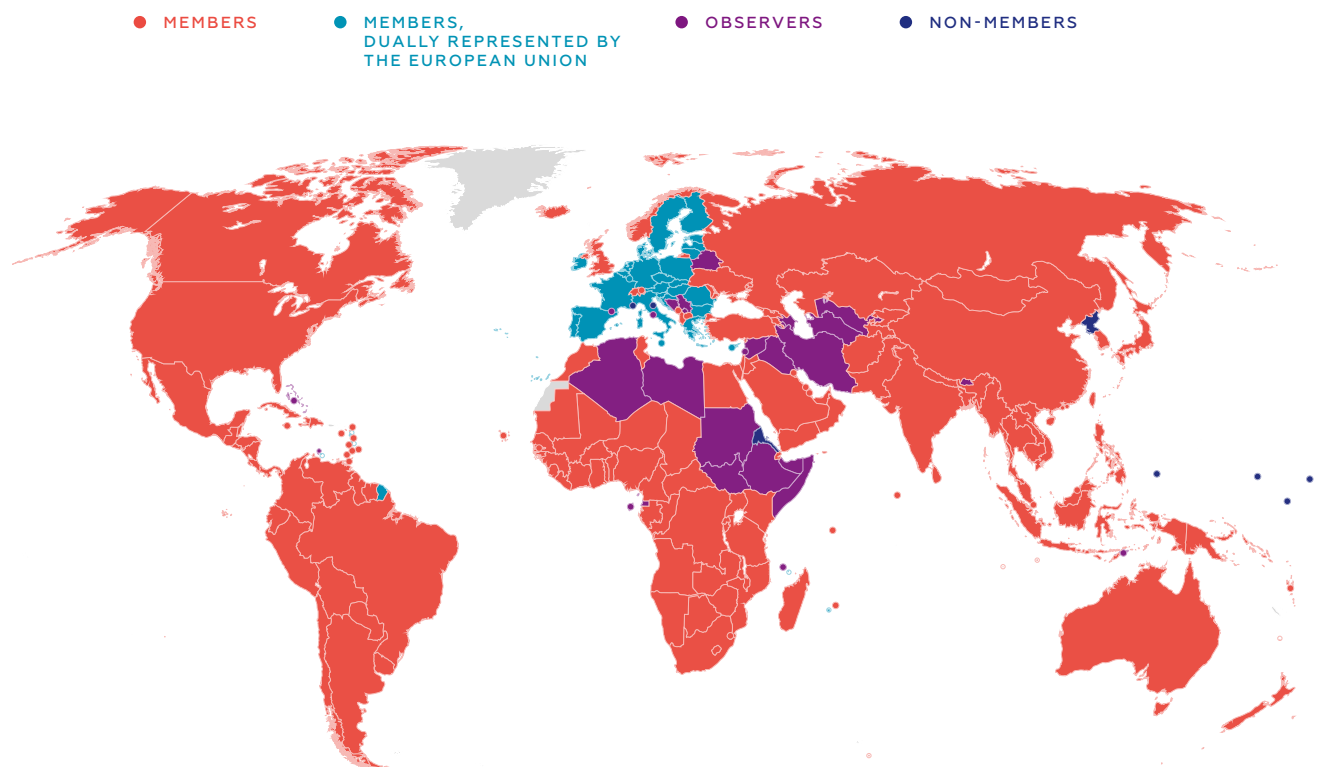 MEMBERS
MEMBERS,
DUALLY REPRESENTED BY
THE EUROPEAN UNION
OBSERVERS
NON-MEMBERS